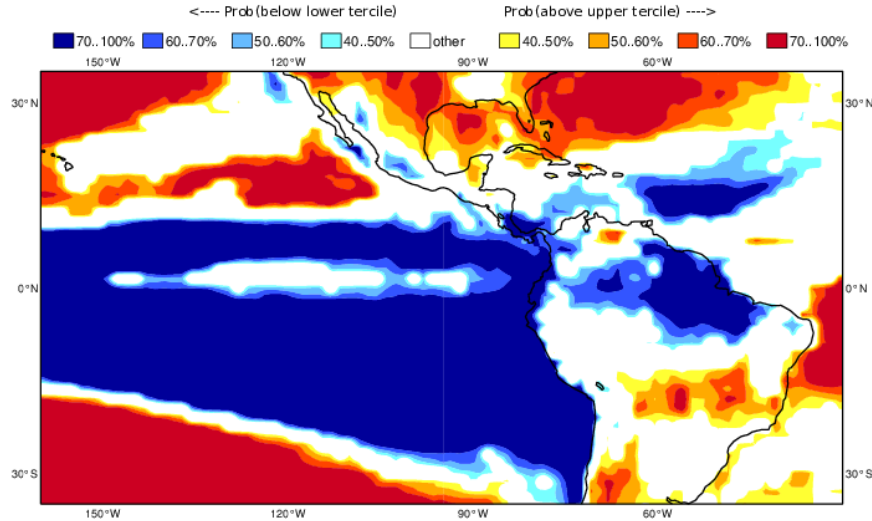 <---- Prob(below lower tercile) Prob(above upper tercile) ---->
70..100% 60..70% 50..60% 40..50% other 40..50% 50..60% 60..70% 70..100%
150°W 120°W 90°W 60°W
30°N 30°N
0°N 0°N
30°S 30°S
150°W 120°W 90°W 60°W